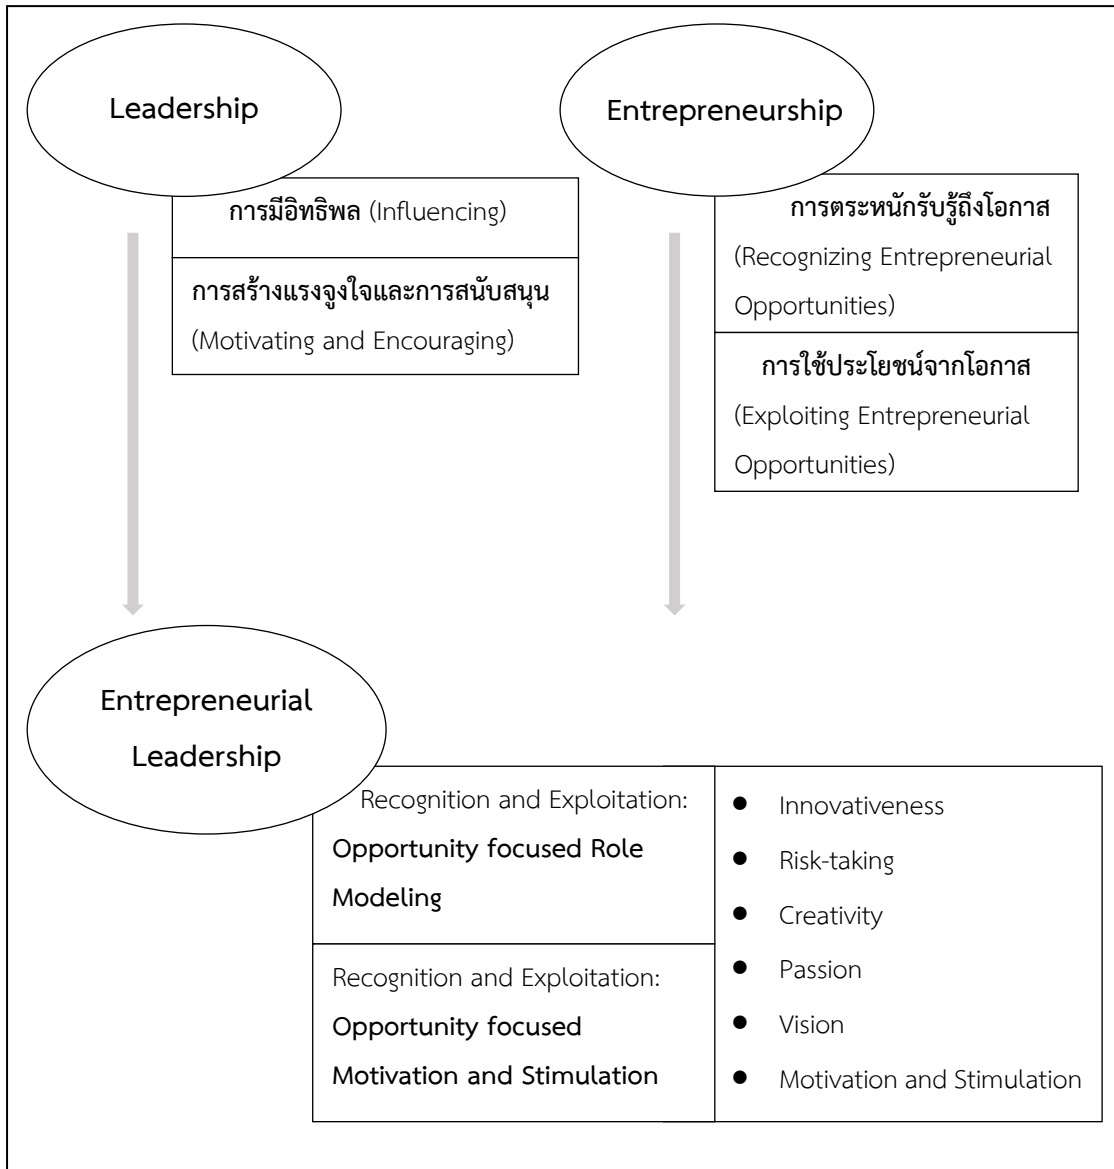 Leadership
Entrepreneurship
การมีอิทธิพล (Influencing)
การสร้างแรงจูงใจและการสนับสนุน
(Motivating and Encouraging)
การตระหนักรับรู้ถึงโอกาส
(Recognizing Entrepreneurial
Opportunities)
การใช้ประโยชน์จากโอกาส
(Exploiting Entrepreneurial
Opportunities)
Entrepreneurial
Leadership
Recognition and Exploitation:
Opportunity focused Role
Modeling
Recognition and Exploitation:
Opportunity focused
Motivation and Stimulation
● Innovativeness
● Risk-taking
● Creativity
● Passion
● Vision
● Motivation and Stimulation